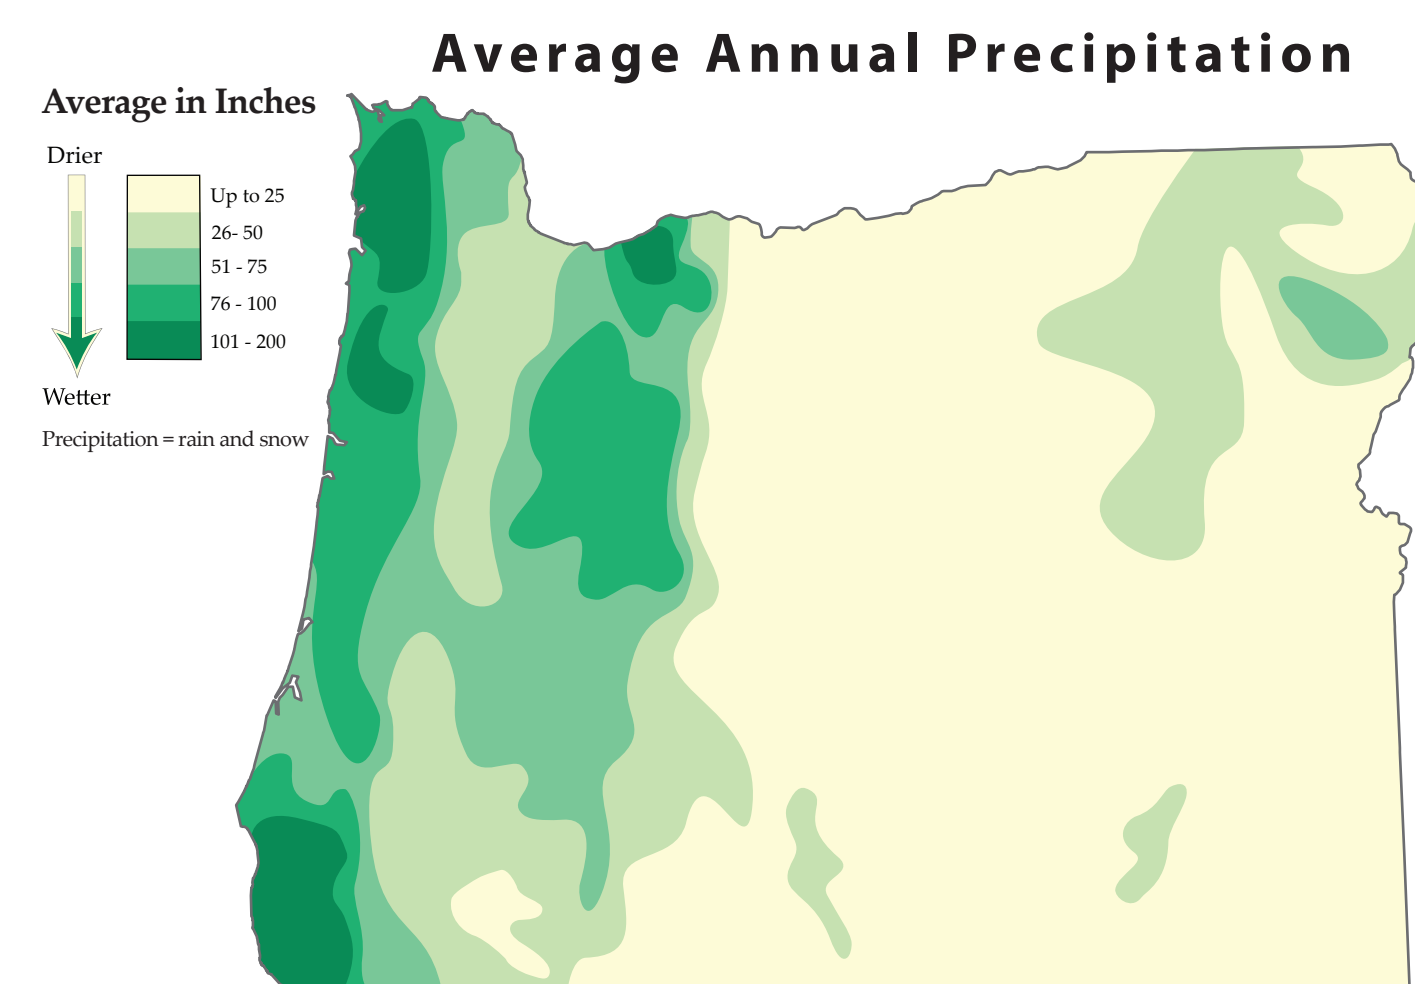 Average Annual Precipitation
Average in Inches
Drier
Up to 25
26- 50
51 - 75
76 - 100
101 - 200
Wetter
Precipitation = rain and snow